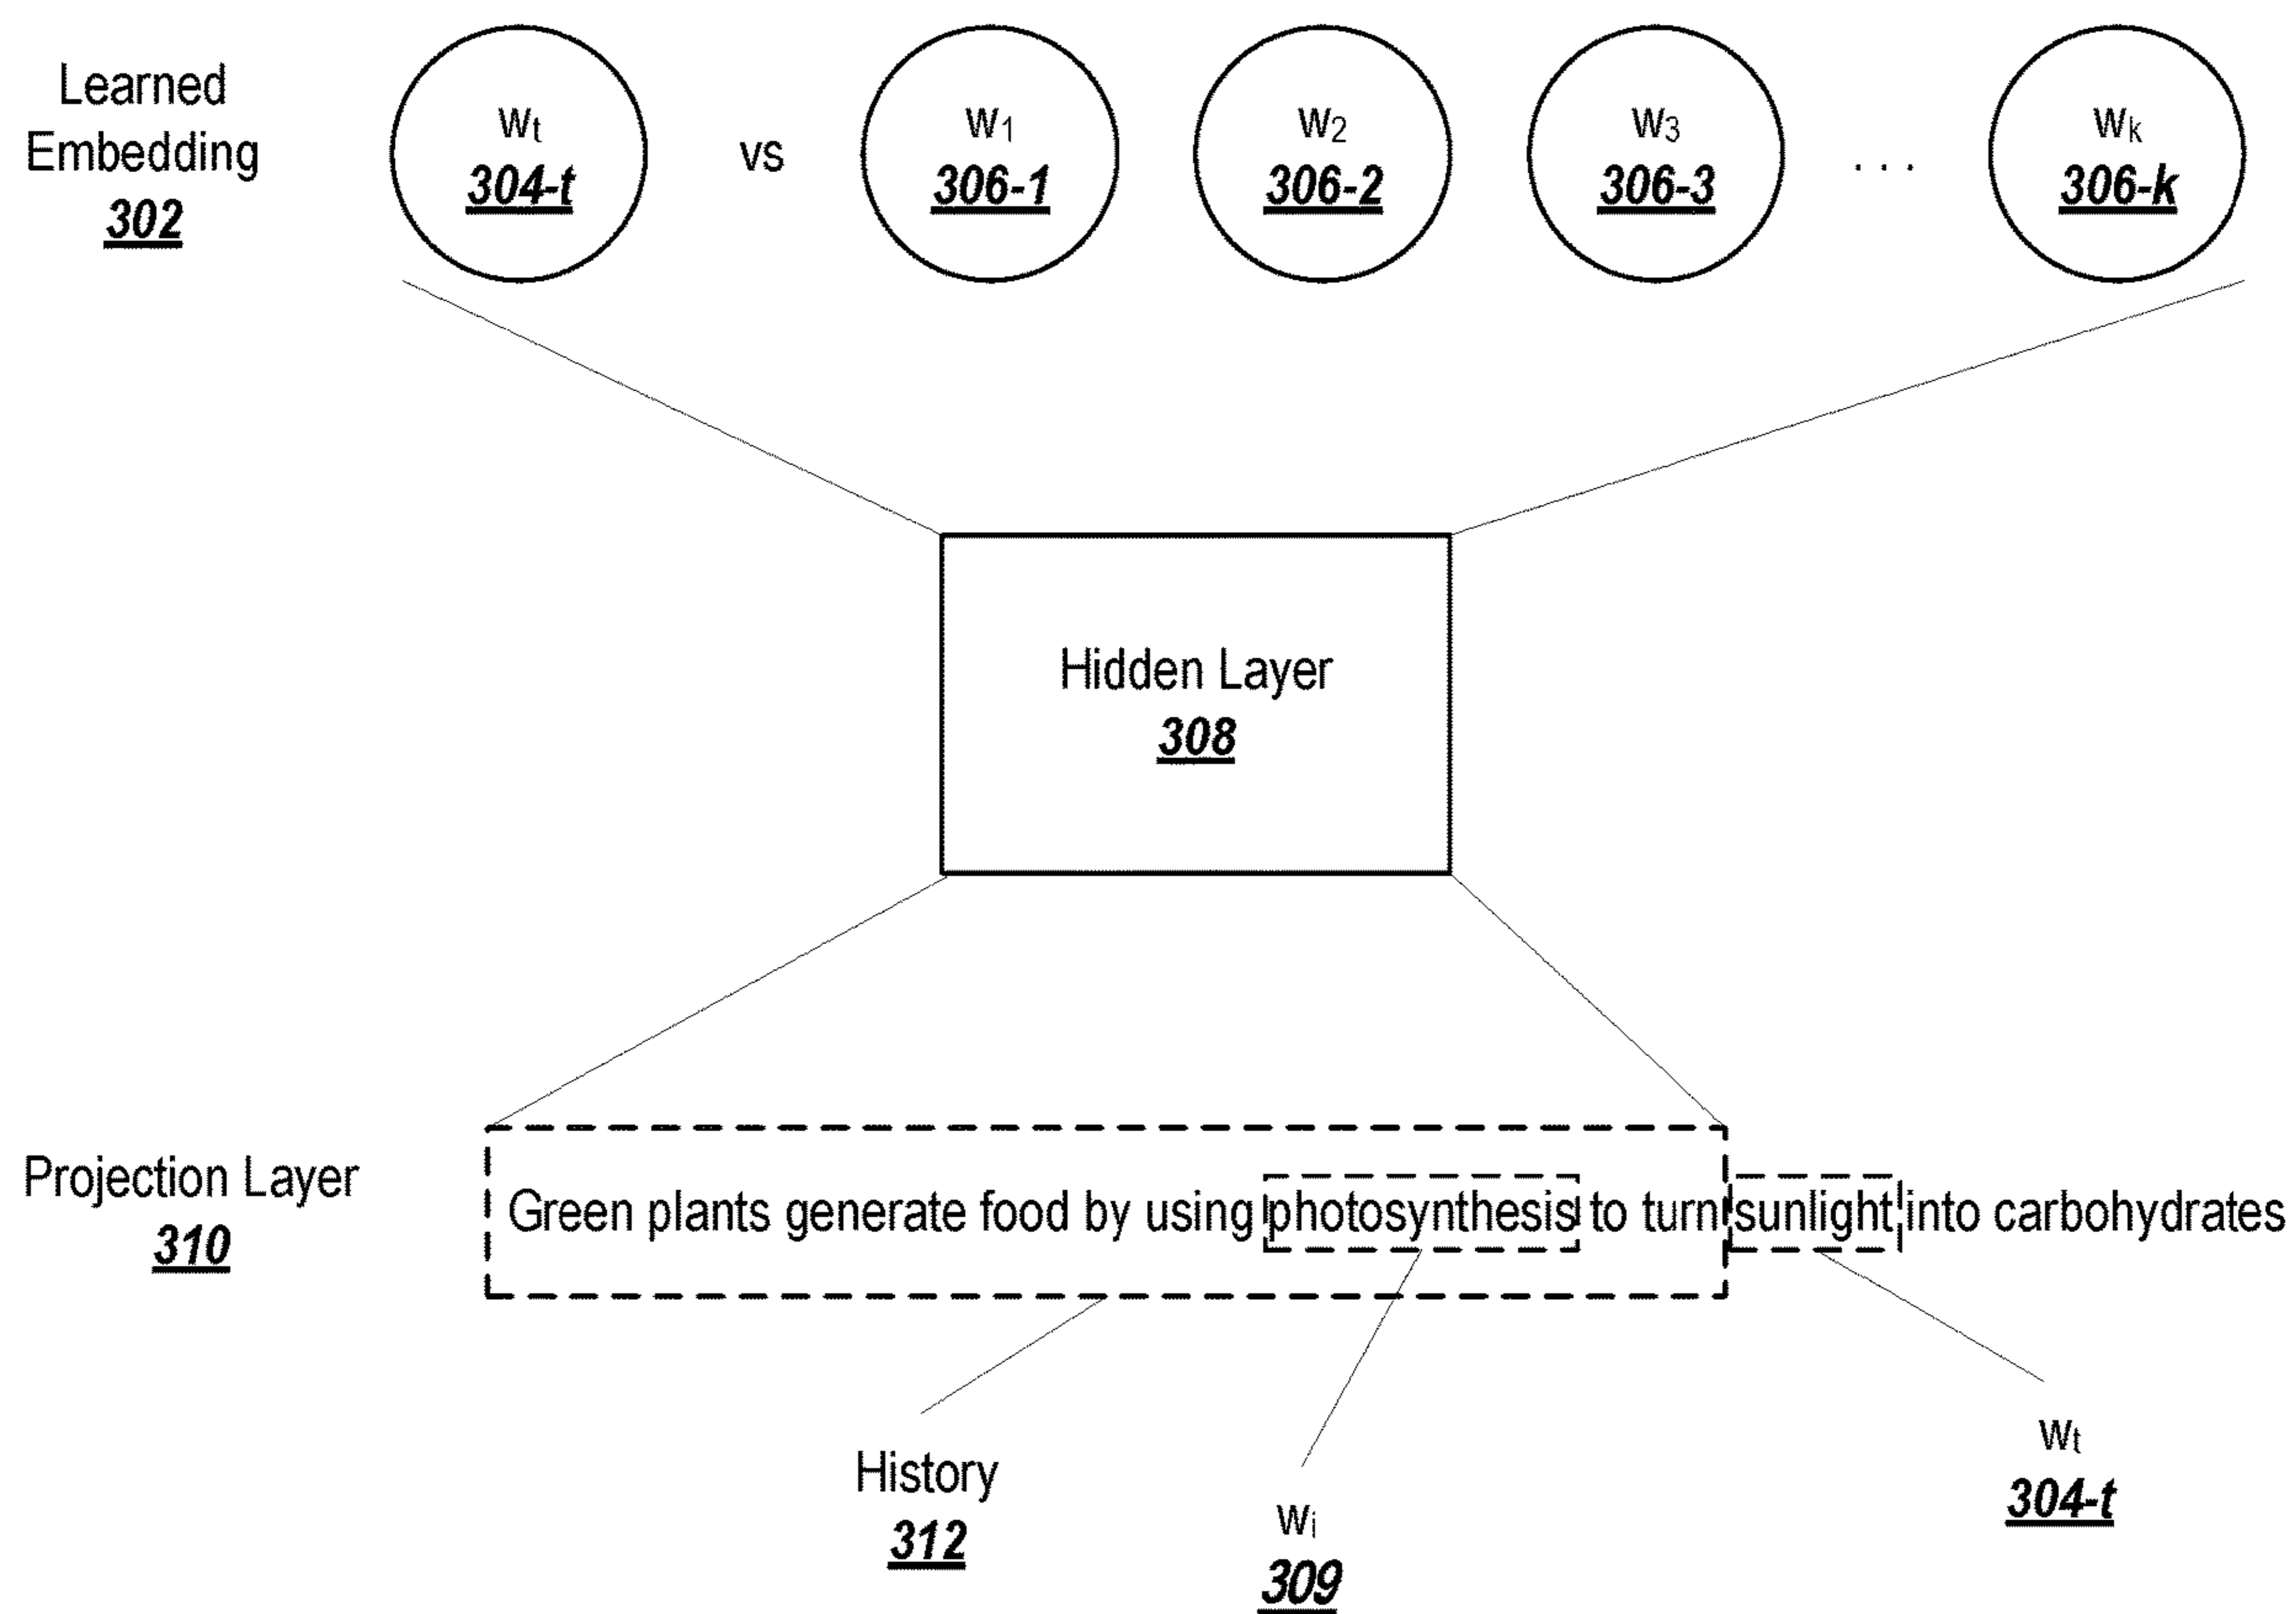 Learned
Embedding
302
wt
304-t
vs
w1
306-1
w2
306-2
w3
306-3
. . .
wk
306-k
Hidden Layer
308
Projection Layer
310
Green plants generate food by using photosynthesis to turn sunlight into carbohydrates
History
312
wi
309
wt
304-t